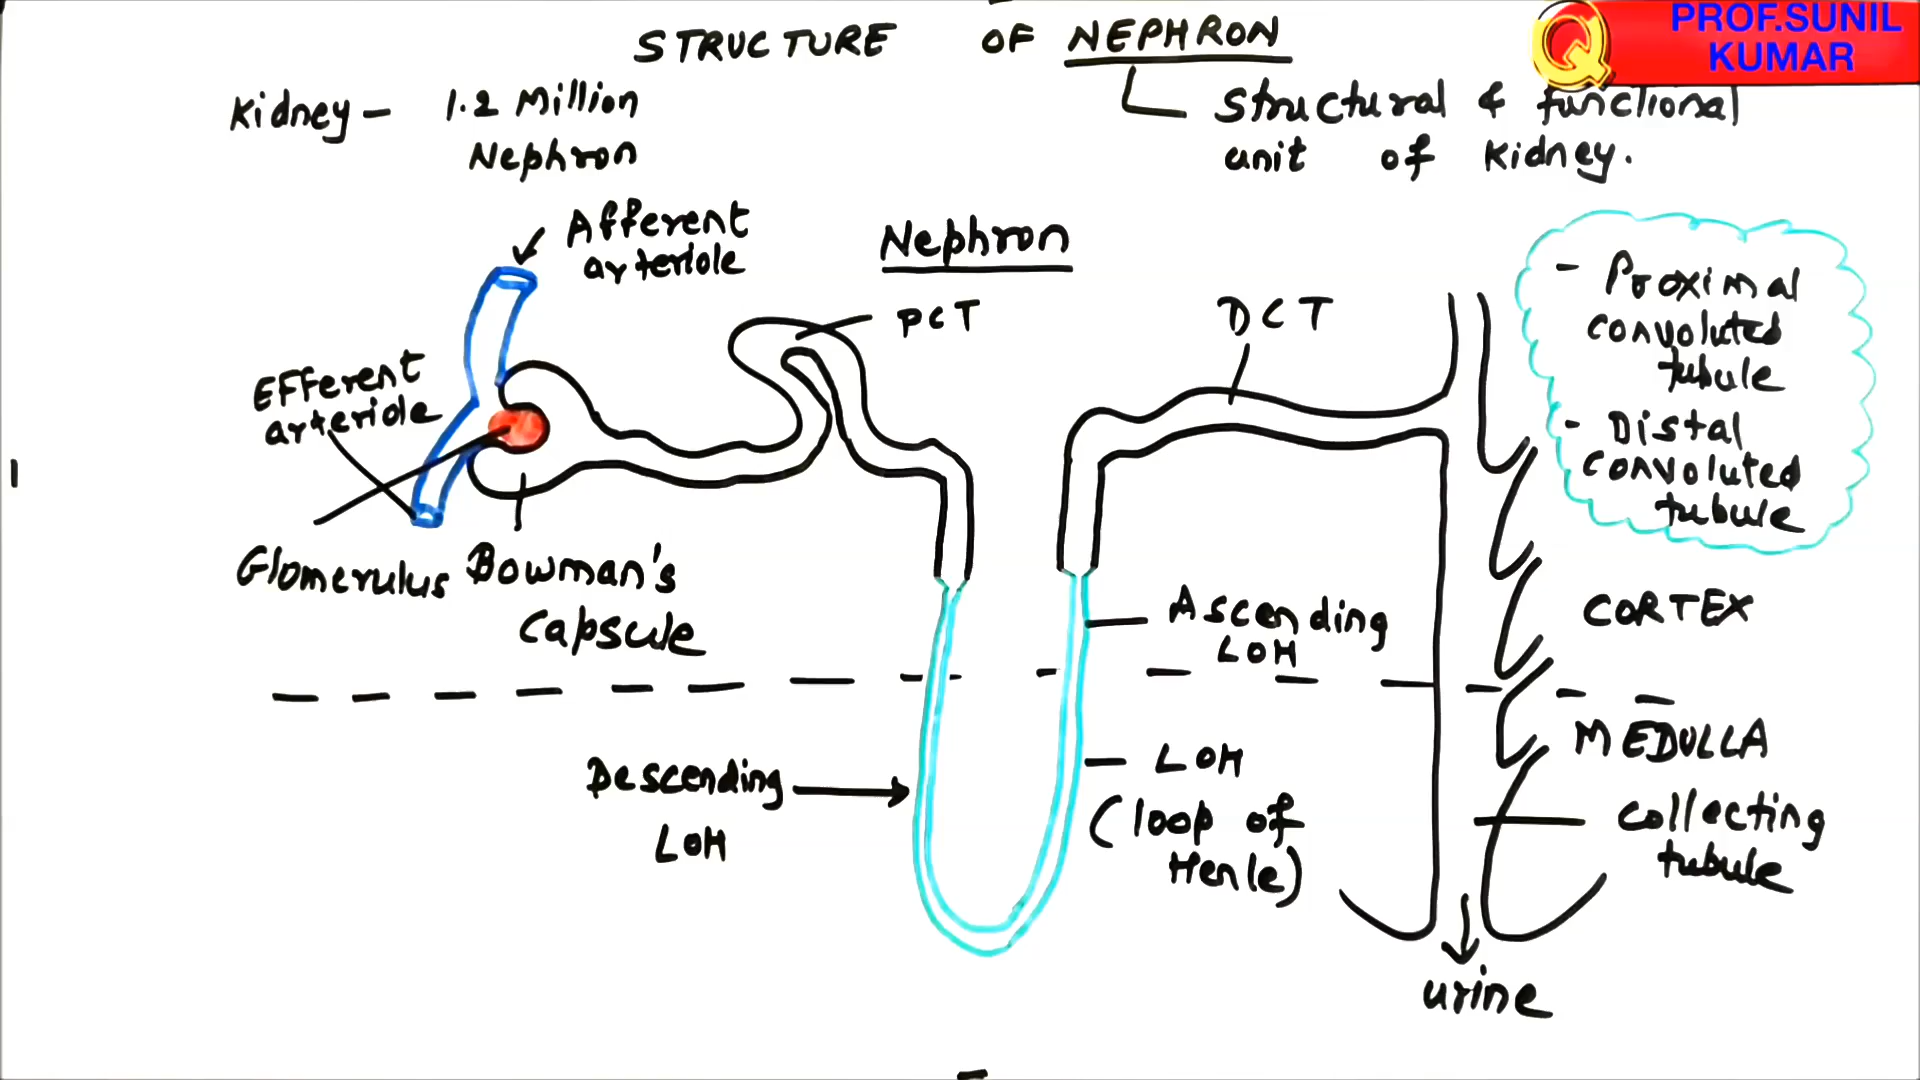 STRUCTURE OF NEPHRON
PROF.SUNIL
KUMAR
Kidney - 1.2 Million
Nephron
Structural & functional
unit of Kidney.
Afferent
arteriole
Nephron
PCT
DCT
- Proximal
convoluted
tubule
- Distal
convoluted
tubule
Efferent
arteriole
Glomerulus
Bowman's
Capsule
Ascending
LOH
CORTEX
MEDULLA
Descending
LOH
LOH
(loop of
Henle)
collecting
tubule
urine